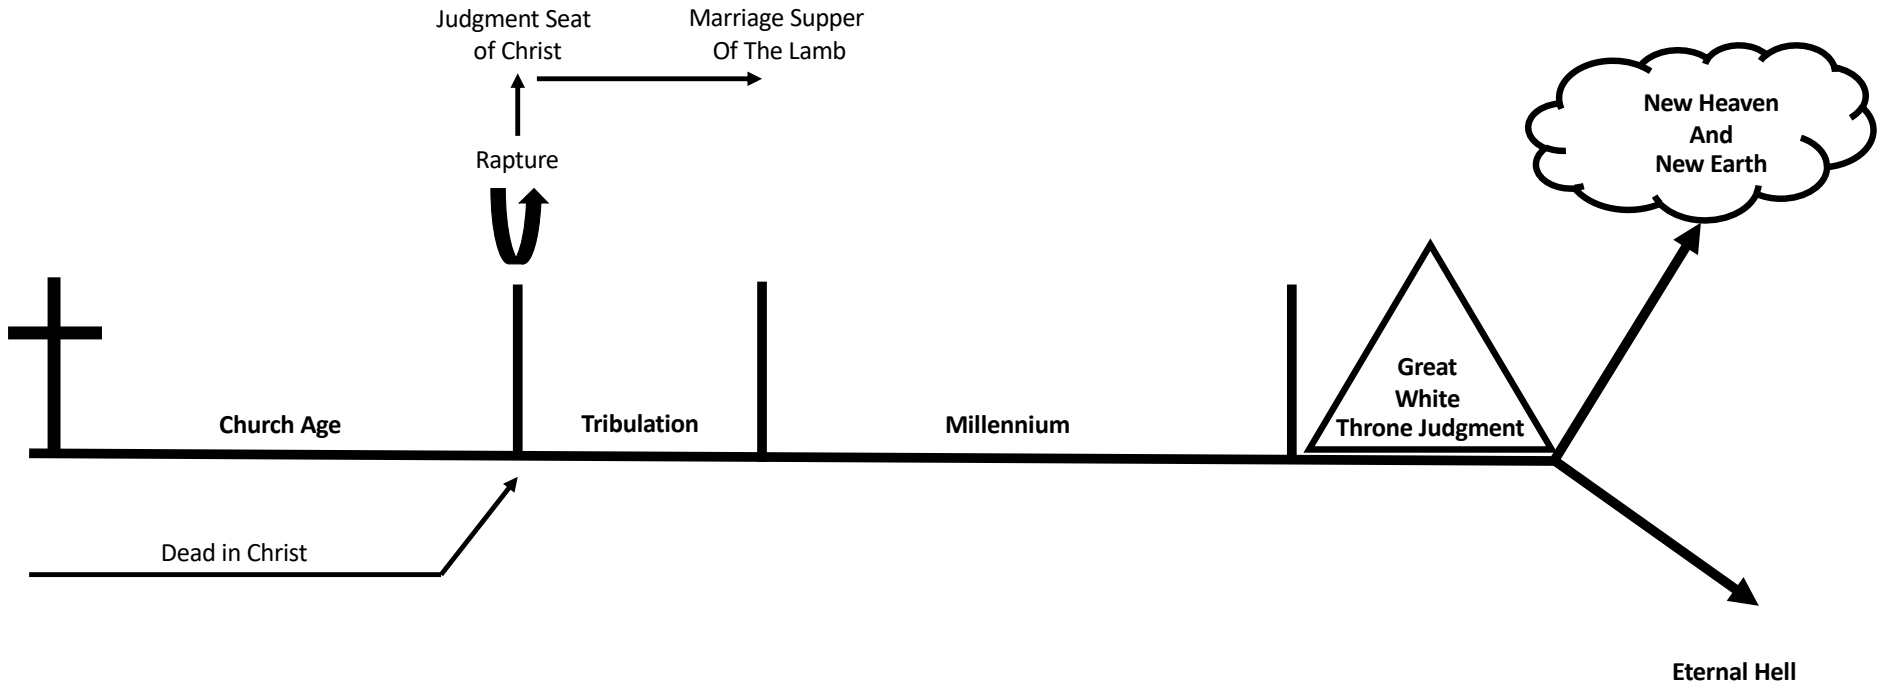 Judgment Seat
of Christ
Marriage Supper
Of The Lamb
Rapture
New Heaven
And
New Earth
Church Age
Tribulation
Millennium
Great
White
Throne Judgment
Dead in Christ
Eternal Hell